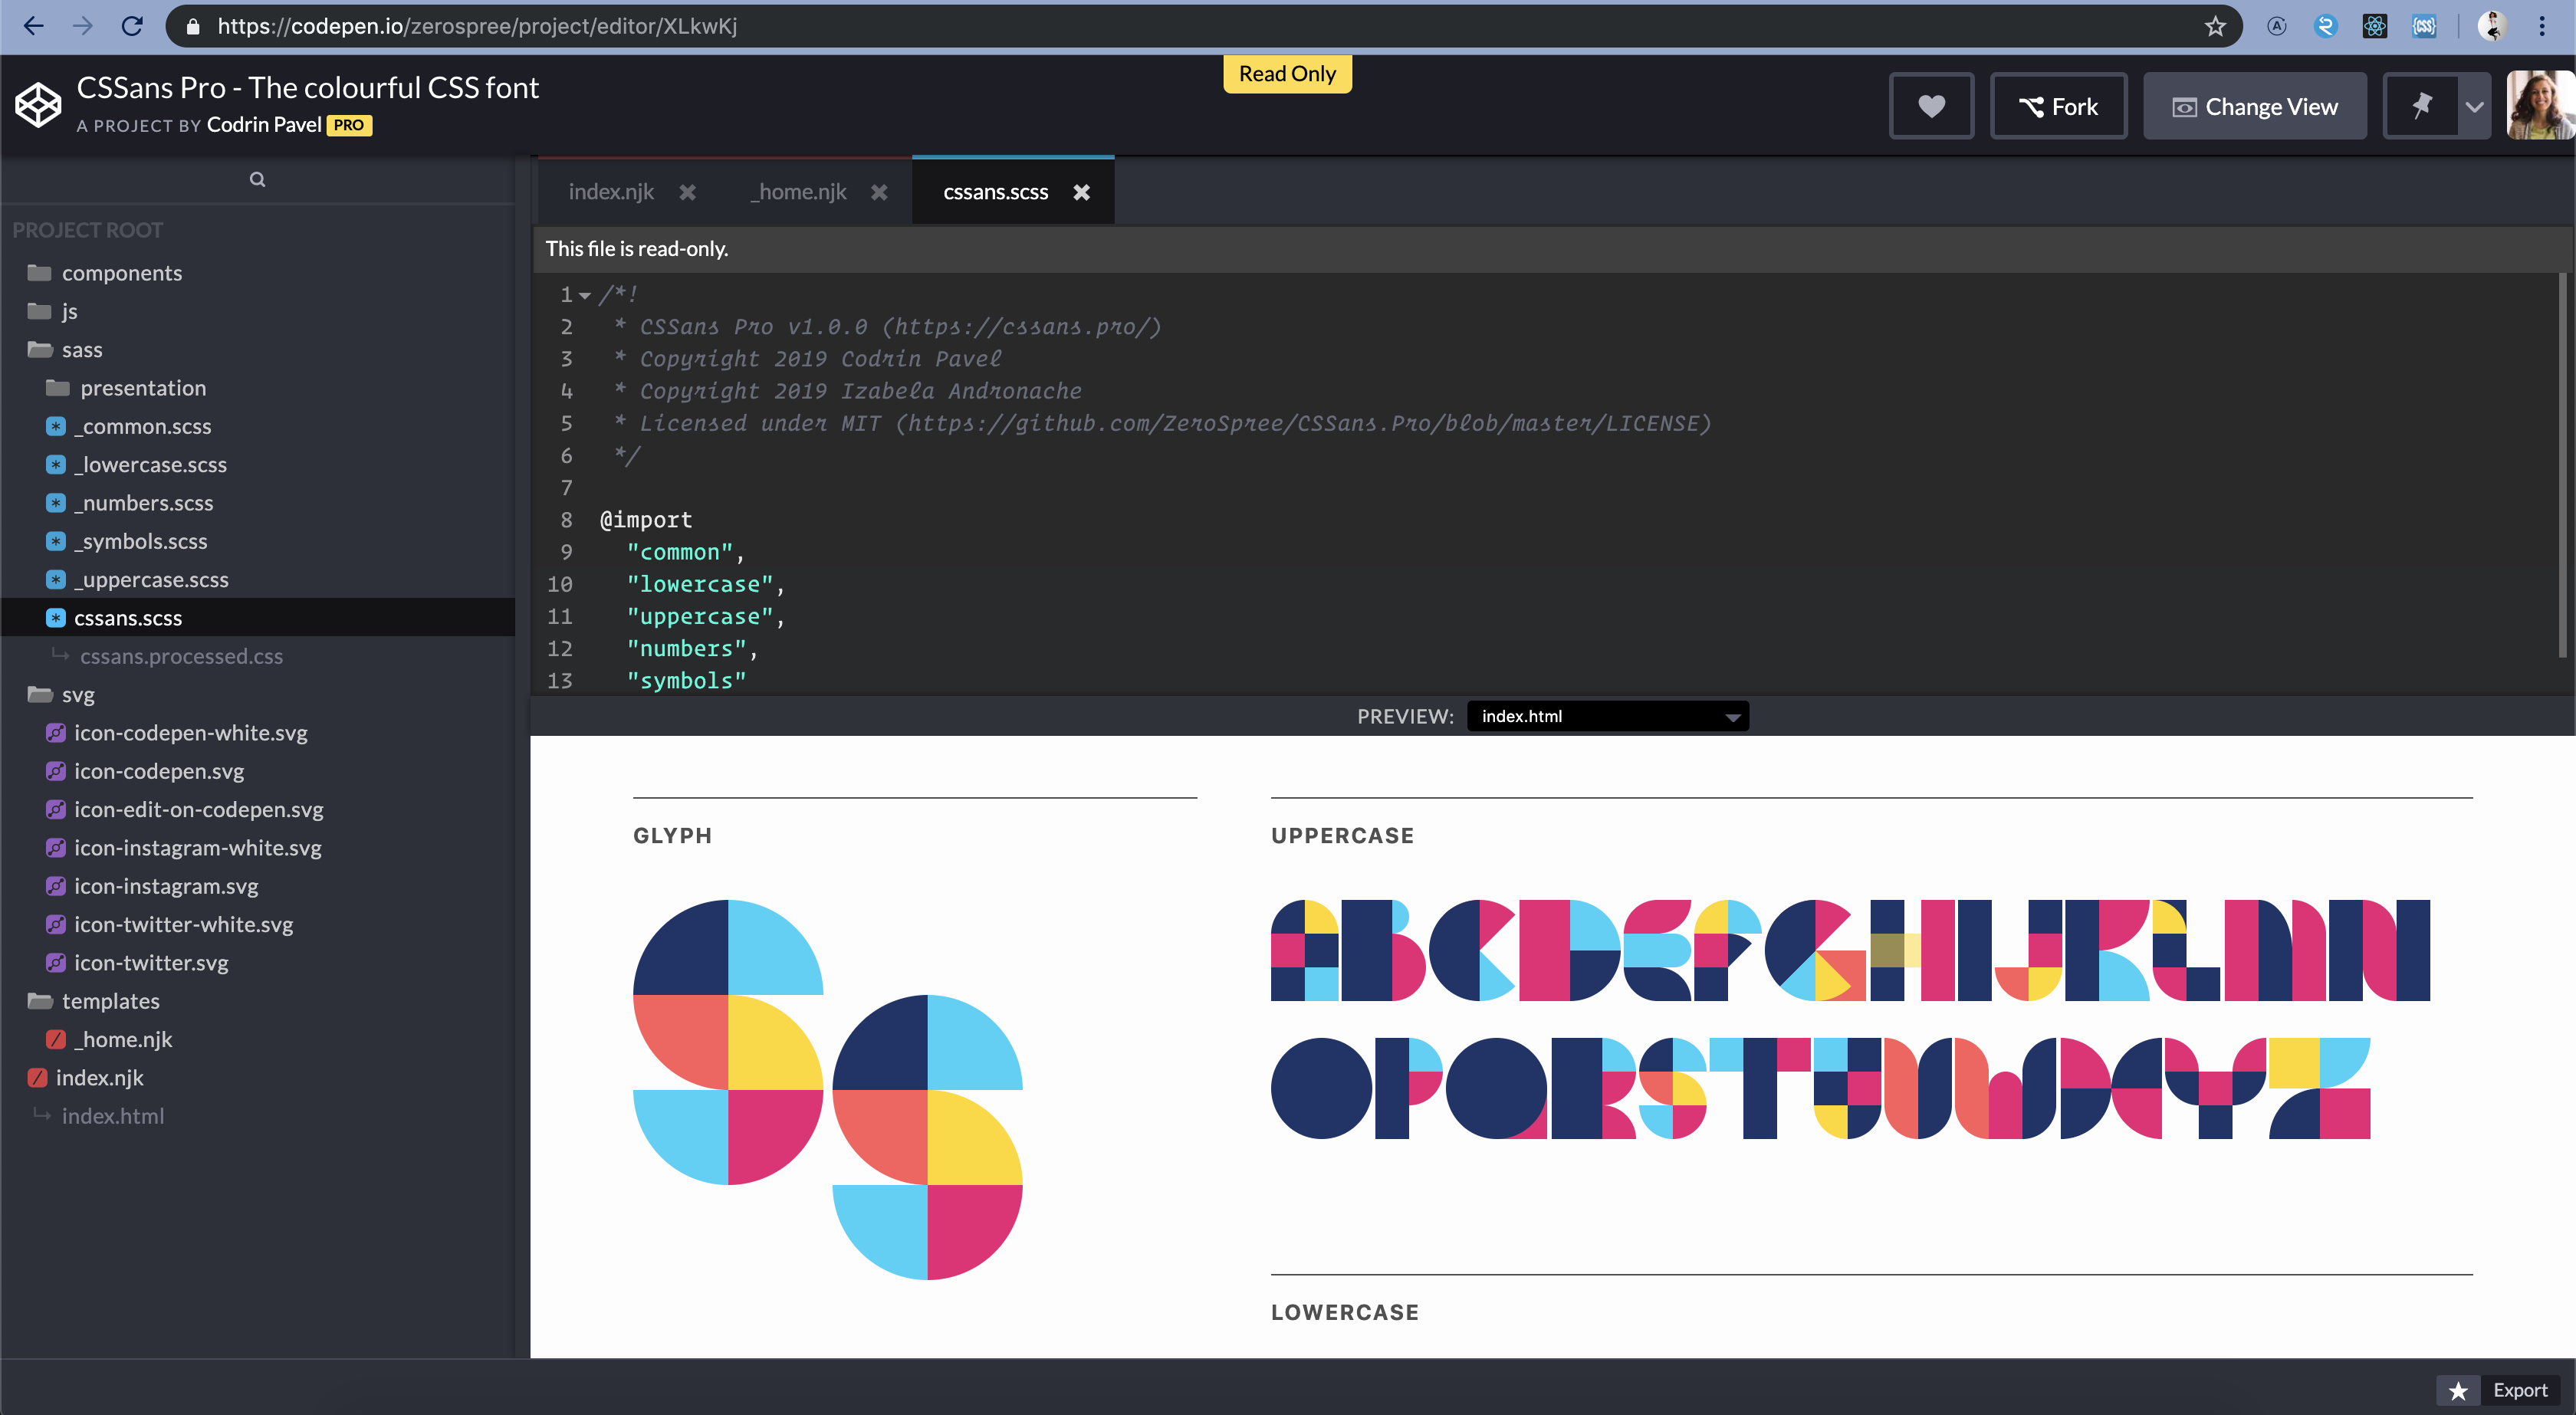 https://codepen.io/zerospree/project/editor/XLkwKj
CSSans Pro - The colourful CSS font
A PROJECT BY Codrin Pavel PRO
Read Only
Fork
Change View
PROJECT ROOT
components
js
sass
presentation
_common.scss
_lowercase.scss
_numbers.scss
_symbols.scss
_uppercase.scss
cssans.scss
cssans.processed.css
svg
icon-codepen-white.svg
icon-codepen.svg
icon-edit-on-codepen.svg
icon-instagram-white.svg
icon-instagram.svg
icon-twitter-white.svg
icon-twitter.svg
templates
_home.njk
index.njk
index.html
index.njk
_home.njk
cssans.scss
This file is read-only.
1 /*!
2 * CSSans Pro v1.0.0 (https://cssans.pro/)
3 * Copyright 2019 Codrin Pavel
4 * Copyright 2019 Izabela Andronache
5 * Licensed under MIT (https://github.com/ZeroSpree/CSSans.Pro/blob/master/LICENSE)
6 */
7
8 @import
9 "common",
10 "lowercase",
11 "uppercase",
12 "numbers",
13 "symbols"
PREVIEW: index.html
GLYPH
Ss
UPPERCASE
ABCDEFGHIJKLMN
OPQRSTUVWXYZ
LOWERCASE
Export